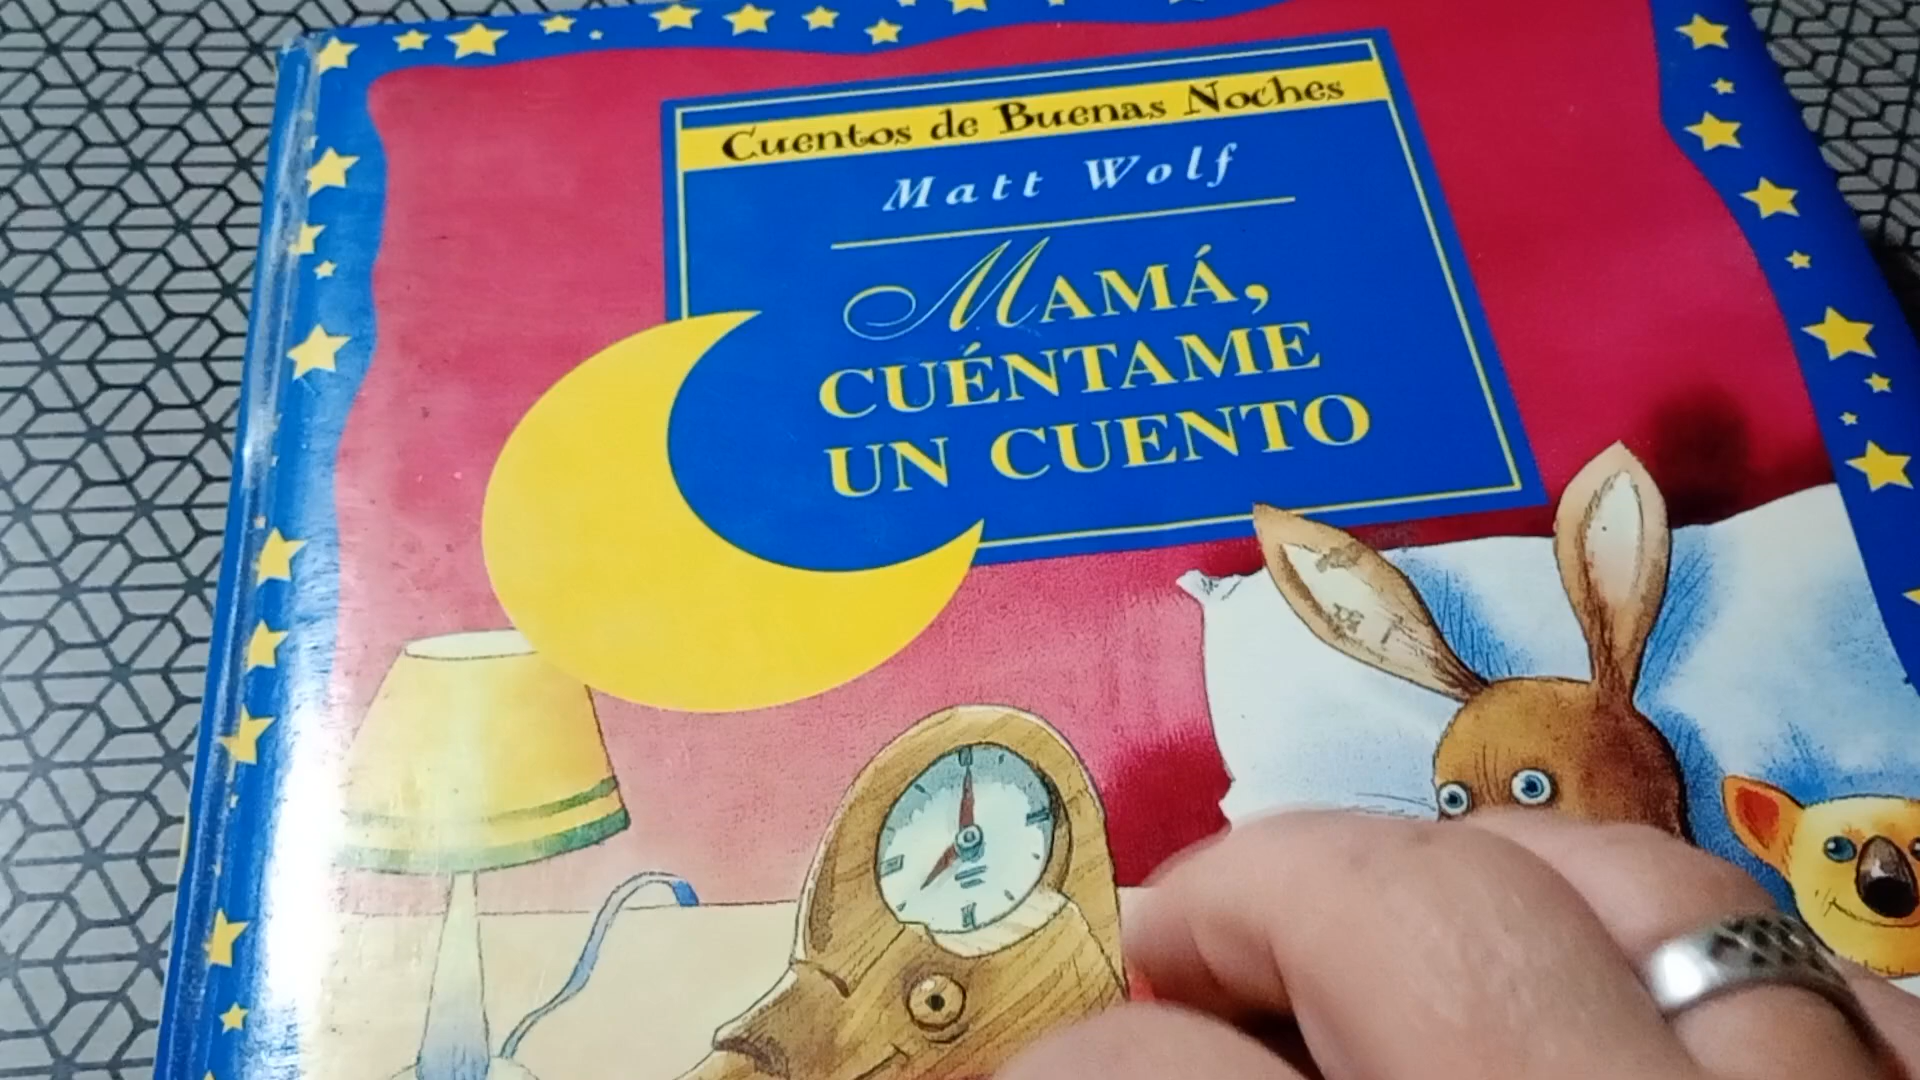 Cuentos de Buenas Noches
Matt Wolf
MAMÁ,
CUÉNTAME
UN CUENTO